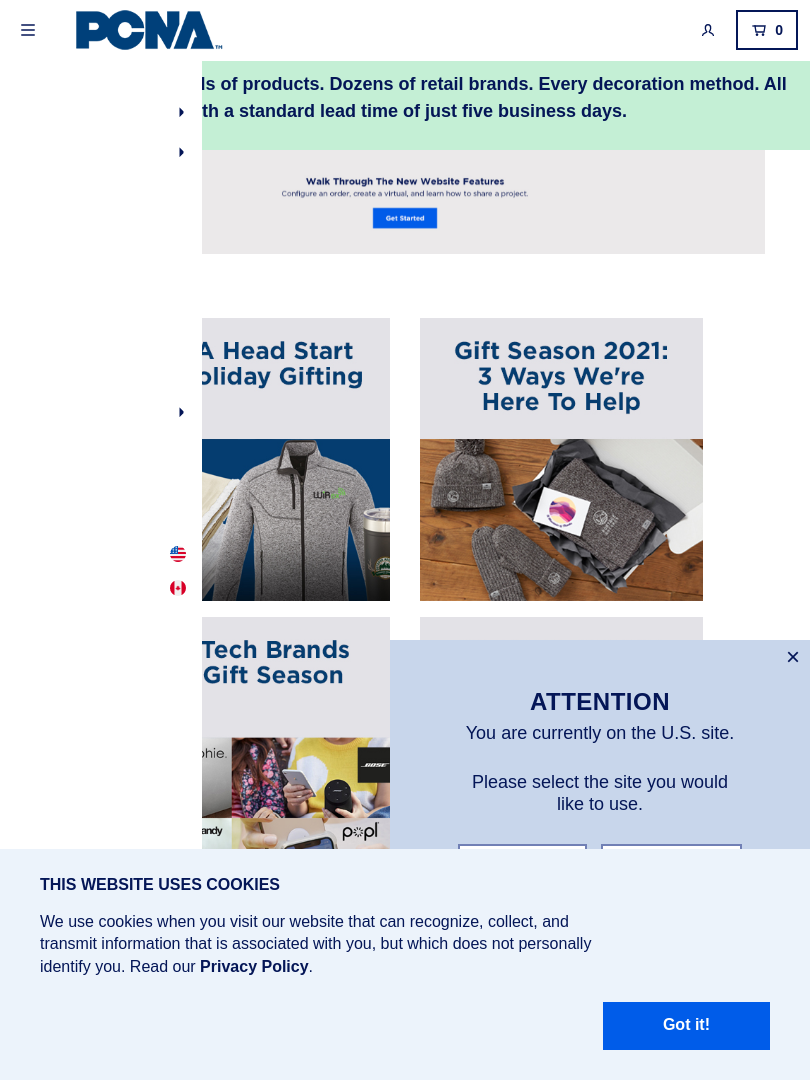 PCNA™
0
ls of products. Dozens of retail brands. Every decoration method. All
th a standard lead time of just five business days.
Walk Through The New Website Features
Configure an order, create a virtual, and learn how to share a project.
Get Started
A Head Start
oliday Gifting
Gift Season 2021:
3 Ways We're
Here To Help
Tech Brands
Gift Season
phie.
BOSE
andy
popl
ATTENTION
You are currently on the U.S. site.
Please select the site you would
like to use.
THIS WEBSITE USES COOKIES
We use cookies when you visit our website that can recognize, collect, and
transmit information that is associated with you, but which does not personally
identify you. Read our Privacy Policy.
Got it!